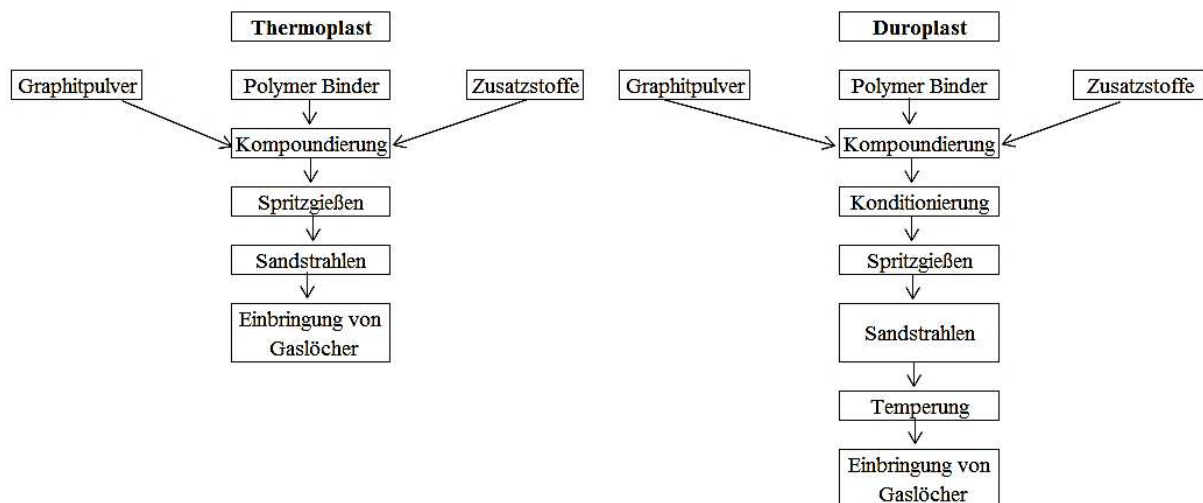 Thermoplast
Graphitpulver
Polymer Binder
Zusatzstoffe
Kompoundierung
Spritzgießen
Sandstrahlen
Einbringung von
Gaslöcher
Duroplast
Graphitpulver
Polymer Binder
Zusatzstoffe
Kompoundierung
Konditionierung
Spritzgießen
Sandstrahlen
Temperung
Einbringung von
Gaslöcher